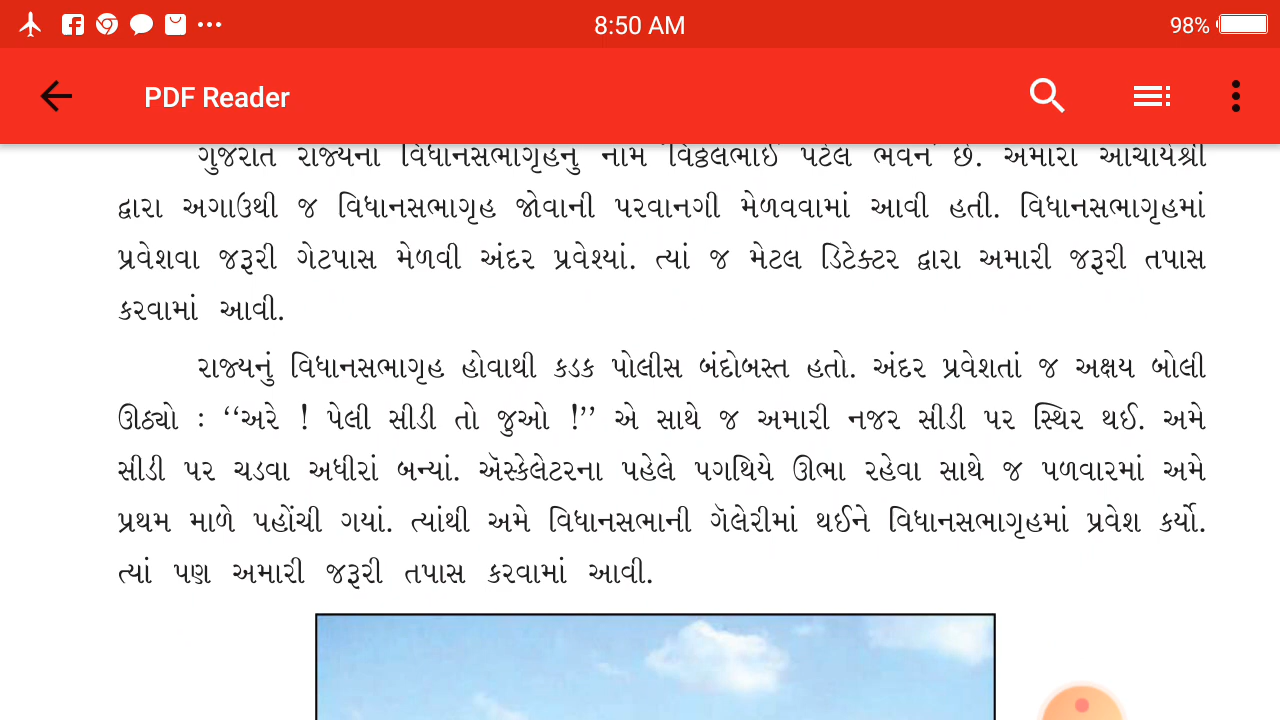 8:50 AM
98%
PDF Reader
ગુજરાત રાજ્યના વિધાનસભાગૃહનું નામ 'વિઠ્ઠલભાઈ પટેલ ભવન' છે. અમારા આચાર્યશ્રી
દ્વારા અગાઉથી જ વિધાનસભાગૃહ જોવાની પરવાનગી મેળવવામાં આવી હતી. વિધાનસભાગૃહમાં
પ્રવેશવા જરૂરી ગેટપાસ મેળવી અંદર પ્રવેશ્યાં. ત્યાં જ મેટલ ડિટેક્ટર દ્વારા અમારી જરૂરી તપાસ
કરવામાં આવી.
રાજ્યનું વિધાનસભાગૃહ હોવાથી કડક પોલીસ બંદોબસ્ત હતો. અંદર પ્રવેશતાં જ અક્ષય બોલી
ઊઠ્યો : ‘‘અરે ! પેલી સીડી તો જુઓ !’’ એ સાથે જ અમારી નજર સીડી પર સ્થિર થઈ. અમે
સીડી પર ચડવા અધીરાં બન્યાં. ઍસ્કેલેટરના પહેલે પગથિયે ઊભા રહેવા સાથે જ પળવારમાં અમે
પ્રથમ માળે પહોંચી ગયાં. ત્યાંથી અમે વિધાનસભાની ગૅલેરીમાં થઈને વિધાનસભાગૃહમાં પ્રવેશ કર્યો.
ત્યાં પણ અમારી જરૂરી તપાસ કરવામાં આવી.